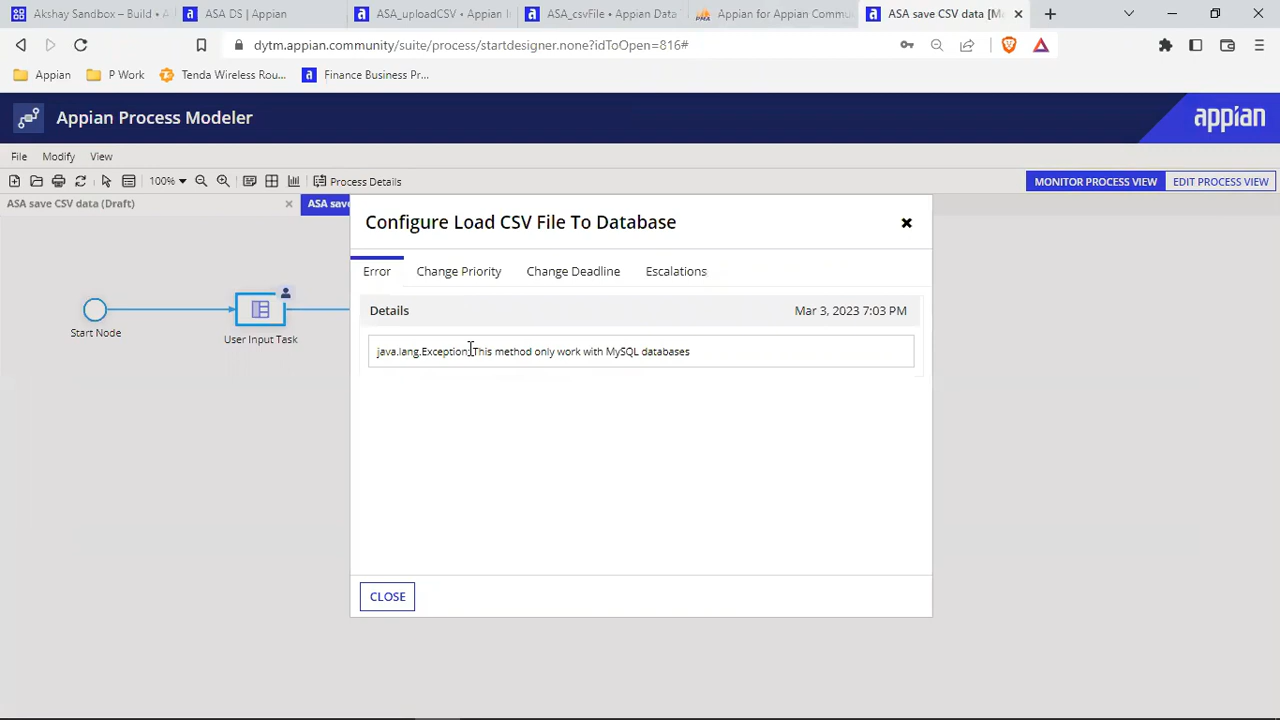 Akshay Sandbox – Build • A
ASA DS | Appian
ASA_uploadCSV • Appian I
ASA_csvFile • Appian Data
PMA
Appian for Appian Commu
ASA save CSV data [M
dytm.appian.community/suite/process/startdesigner.none?idToOpen=816#
Appian
P Work
Tenda Wireless Rou...
Finance Business Pr...
Appian Process Modeler
appian
File
Modify
View
100%
Process Details
MONITOR PROCESS VIEW
EDIT PROCESS VIEW
ASA save CSV data (Draft)
ASA save
Configure Load CSV File To Database
Error
Change Priority
Change Deadline
Escalations
Details
Mar 3, 2023 7:03 PM
java.lang.Exception: This method only work with MySQL databases
Start Node
User Input Task
CLOSE